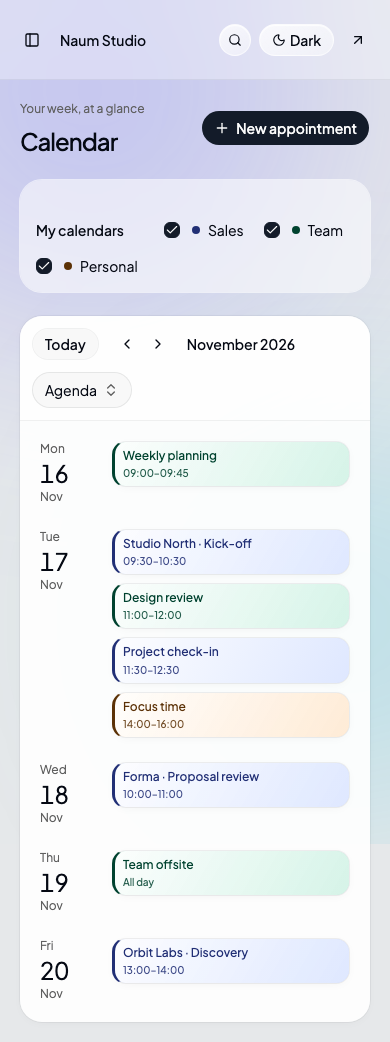 Naum Studio
Dark
Your week, at a glance
Calendar
New appointment
My calendars
Sales
Team
Personal
Today
November 2026
Agenda
Mon
16
Nov
Weekly planning
09:00–09:45
Tue
17
Nov
Studio North · Kick-off
09:30–10:30
Design review
11:00–12:00
Project check-in
11:30–12:30
Focus time
14:00–16:00
Wed
18
Nov
Forma · Proposal review
10:00–11:00
Thu
19
Nov
Team offsite
All day
Fri
20
Nov
Orbit Labs · Discovery
13:00–14:00